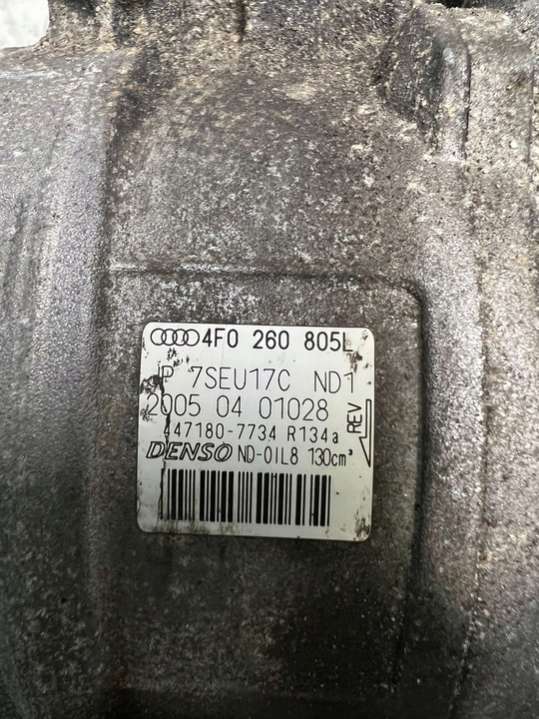 4F0 260 805L
P 7SEU17C ND1
2005 04 01028
447180-7734 R134a
DENSO ND-OIL8 130cm³
REV